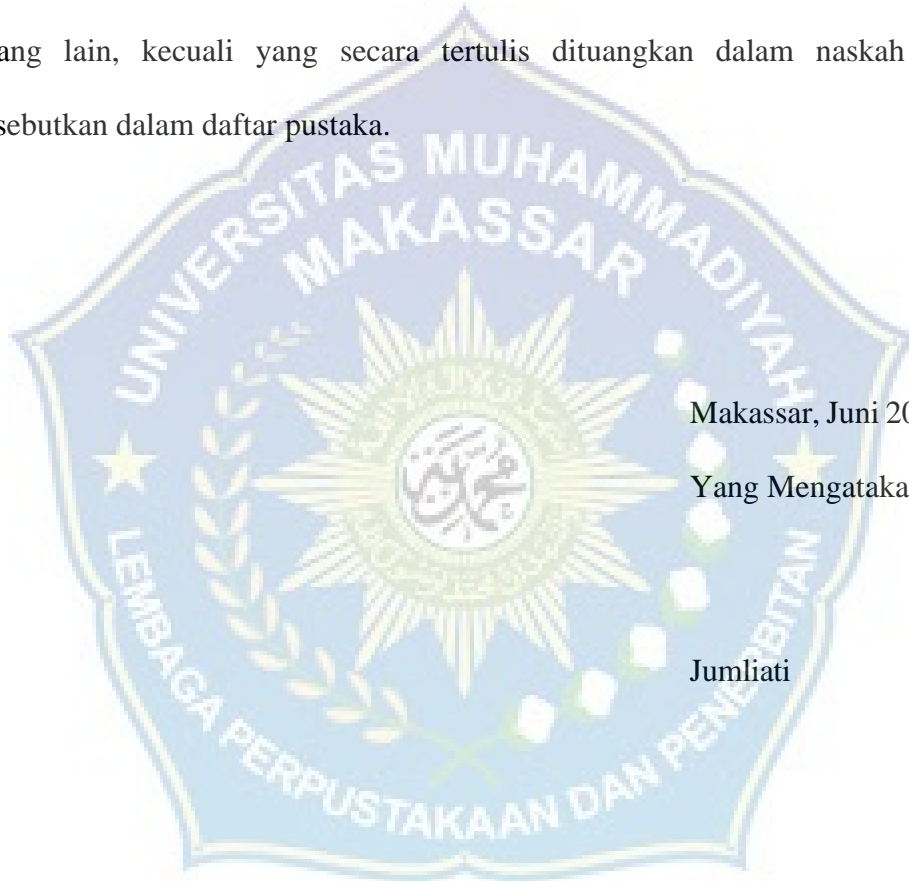 ang lain, kecuali yang secara tertulis dituangkan dalam naskah
sebutkan dalam daftar pustaka.
UNIVERSITAS MUHAMMADIYAH
MAKASSAR
Makassar, Juni 20
Yang Mengataka
Jumliati
LEMBAGA PERPUSTAKAAN DAN PENERBITAN